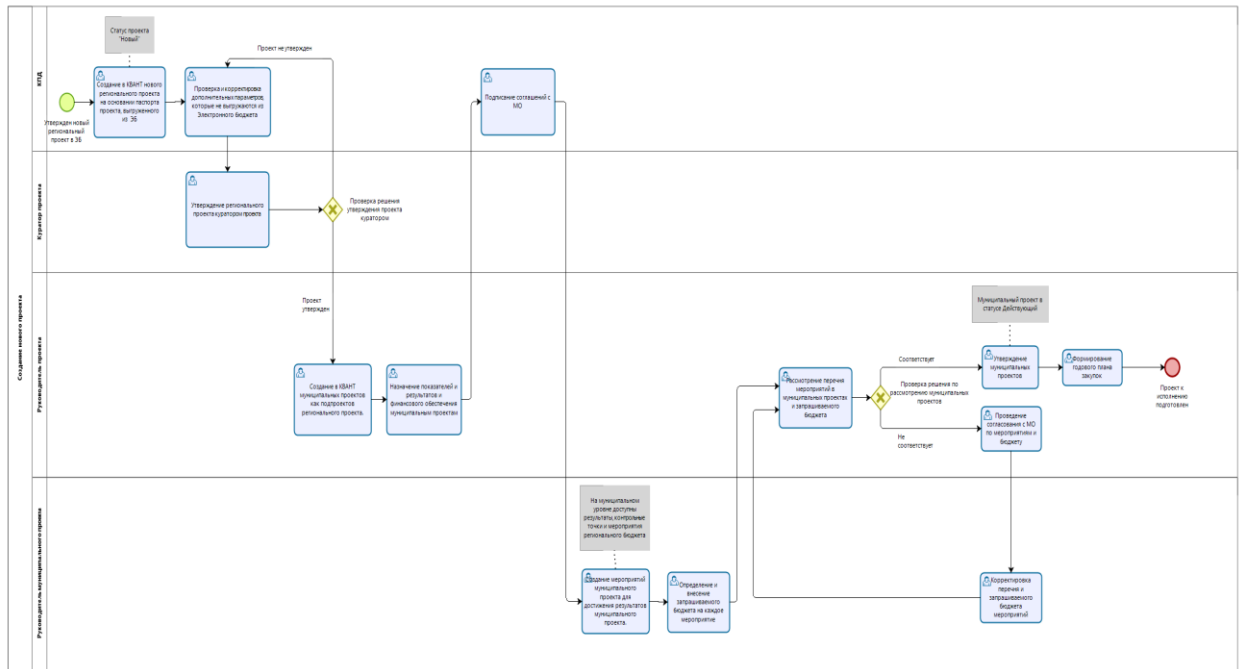 Создание нового проекта
КПД
Статус проекта
"Новый"
Утвержден новый
региональный
проект в ЭБ
Создание в КВАНТ нового
регионального проекта
на основании паспорта
проекта, выгруженного
из ЭБ
Проверка и корректировка
дополнительных параметров,
которые не выгружаются из
Электронного бюджета
Проект не утвержден
Подписание соглашений с
МО
Куратор проекта
Утверждение регионального
проекта куратором проекта
Проверка решения
утверждения проекта
куратором
Руководитель проекта
Проект
утвержден
Создание в КВАНТ
муниципальных проектов
как подпроектов
регионального проекта.
Назначение показателей и
результатов и
финансового обеспечения
муниципальным проектам
Рассмотрение перечня
мероприятий в
муниципальных проектах
и запрашиваемого
бюджета
Соответствует
Проверка решения по
рассмотрению муниципальных
проектов
Не
соответствует
Муниципальный проект в
статусе Действующий
Утверждение
муниципальных
проектов
Формирование
годового плана
закупок
Проект к
исполнению
подготовлен
Проведение
согласования с МО
по мероприятиям и
бюджету
Руководитель муниципального проекта
На муниципальном
уровне доступны
результаты, контрольные
точки и мероприятия
регионального бюджета
Создание мероприятий
муниципального
проекта для
достижения результатов
муниципального
проекта.
Определение и
внесение
запрашиваемого
бюджета на каждое
мероприятие
Корректировка
перечня и
запрашиваемого
бюджета
мероприятий